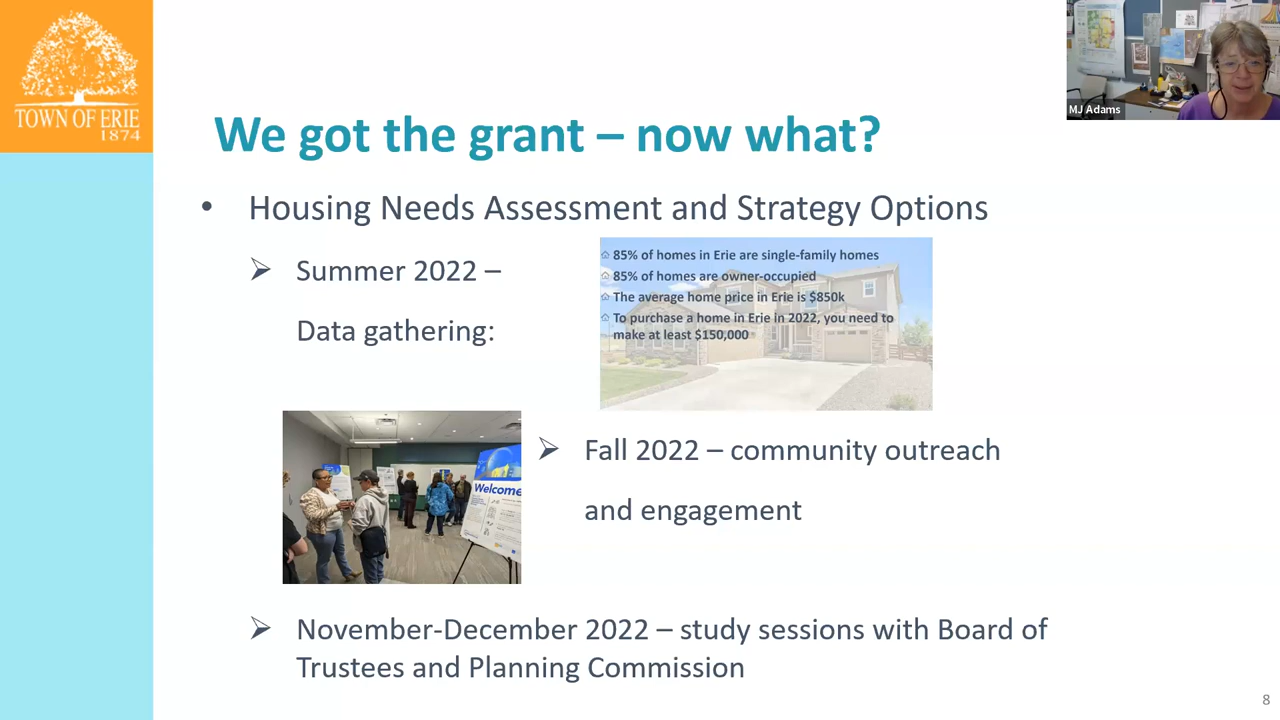 TOWN OF ERIE
1874
MJ Adams
We got the grant – now what?
• Housing Needs Assessment and Strategy Options
➢ Summer 2022 –
Data gathering:
85% of homes in Erie are single-family homes
85% of homes are owner-occupied
The average home price in Erie is $850k
To purchase a home in Erie in 2022, you need to
make at least $150,000
Welcome
➢ Fall 2022 – community outreach
and engagement
➢ November-December 2022 – study sessions with Board of
Trustees and Planning Commission
8